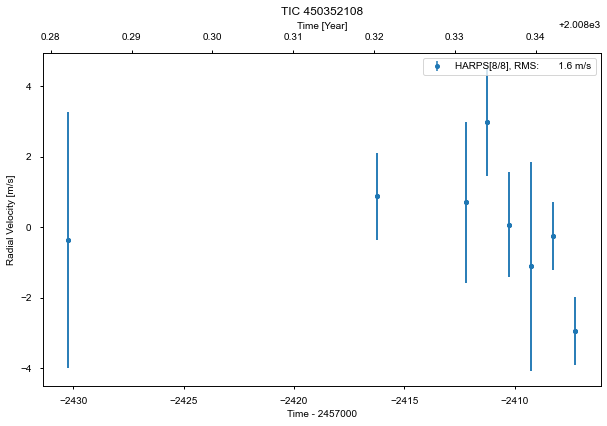 TIC 450352108
Time [Year]
+2.008e3
0.28 0.29 0.30 0.31 0.32 0.33 0.34
HARPS[8/8], RMS: 1.6 m/s
Radial Velocity [m/s]
4
2
0
−2
−4
−2430 −2425 −2420 −2415 −2410
Time - 2457000